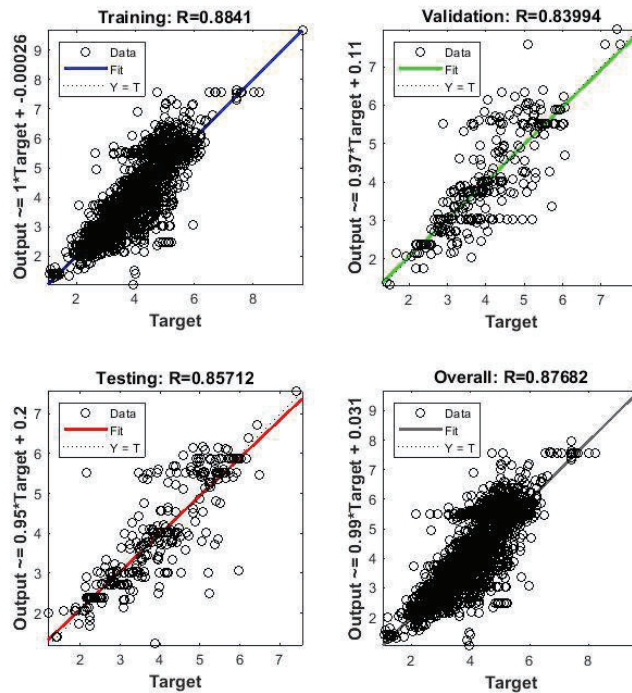 Training: R=0.8841
Output ~= 1*Target + -0.00026
9
8
7
6
5
4
3
2
Data
Fit
Y = T
2
4
6
8
Target
Validation: R=0.83994
Output ~= 0.97*Target + 0.11
7
6
5
4
3
2
Data
Fit
Y = T
2
3
4
5
6
7
Target
Testing: R=0.85712
Output ~= 0.95*Target + 0.2
7
6
5
4
3
2
Data
Fit
Y = T
2
3
4
5
6
7
Target
Overall: R=0.87682
Output ~= 0.99*Target + 0.031
9
8
7
6
5
4
3
2
Data
Fit
Y = T
2
4
6
8
Target